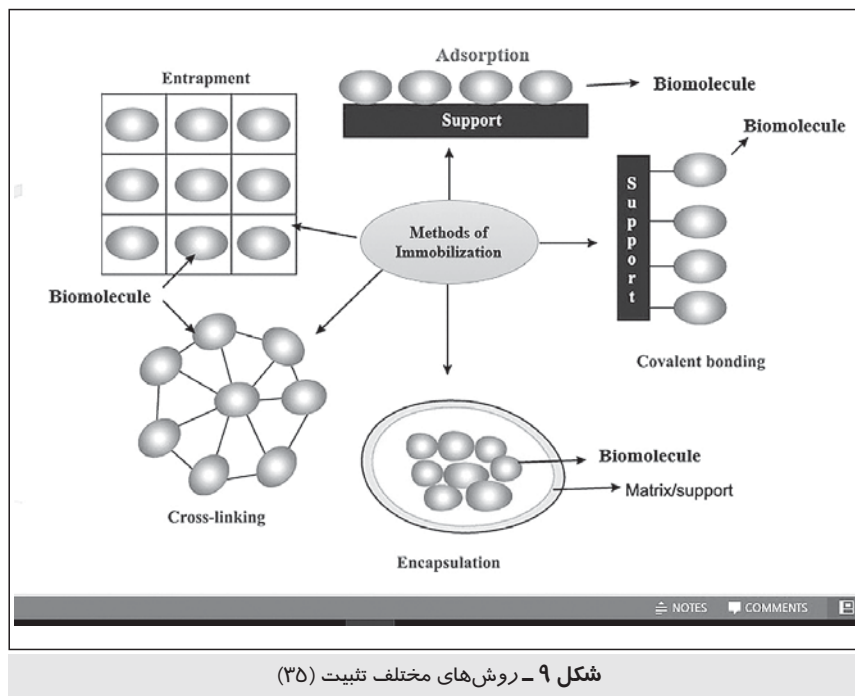 Adsorption
Entrapment
Biomolecule
Support
Biomolecule
Support
Methods of
Immobilization
Biomolecule
Covalent bonding
Cross-linking
Biomolecule
Matrix/support
Encapsulation
NOTES COMMENTS
شکل ۹ ـ روش‌های مختلف تثبیت (۳۵)